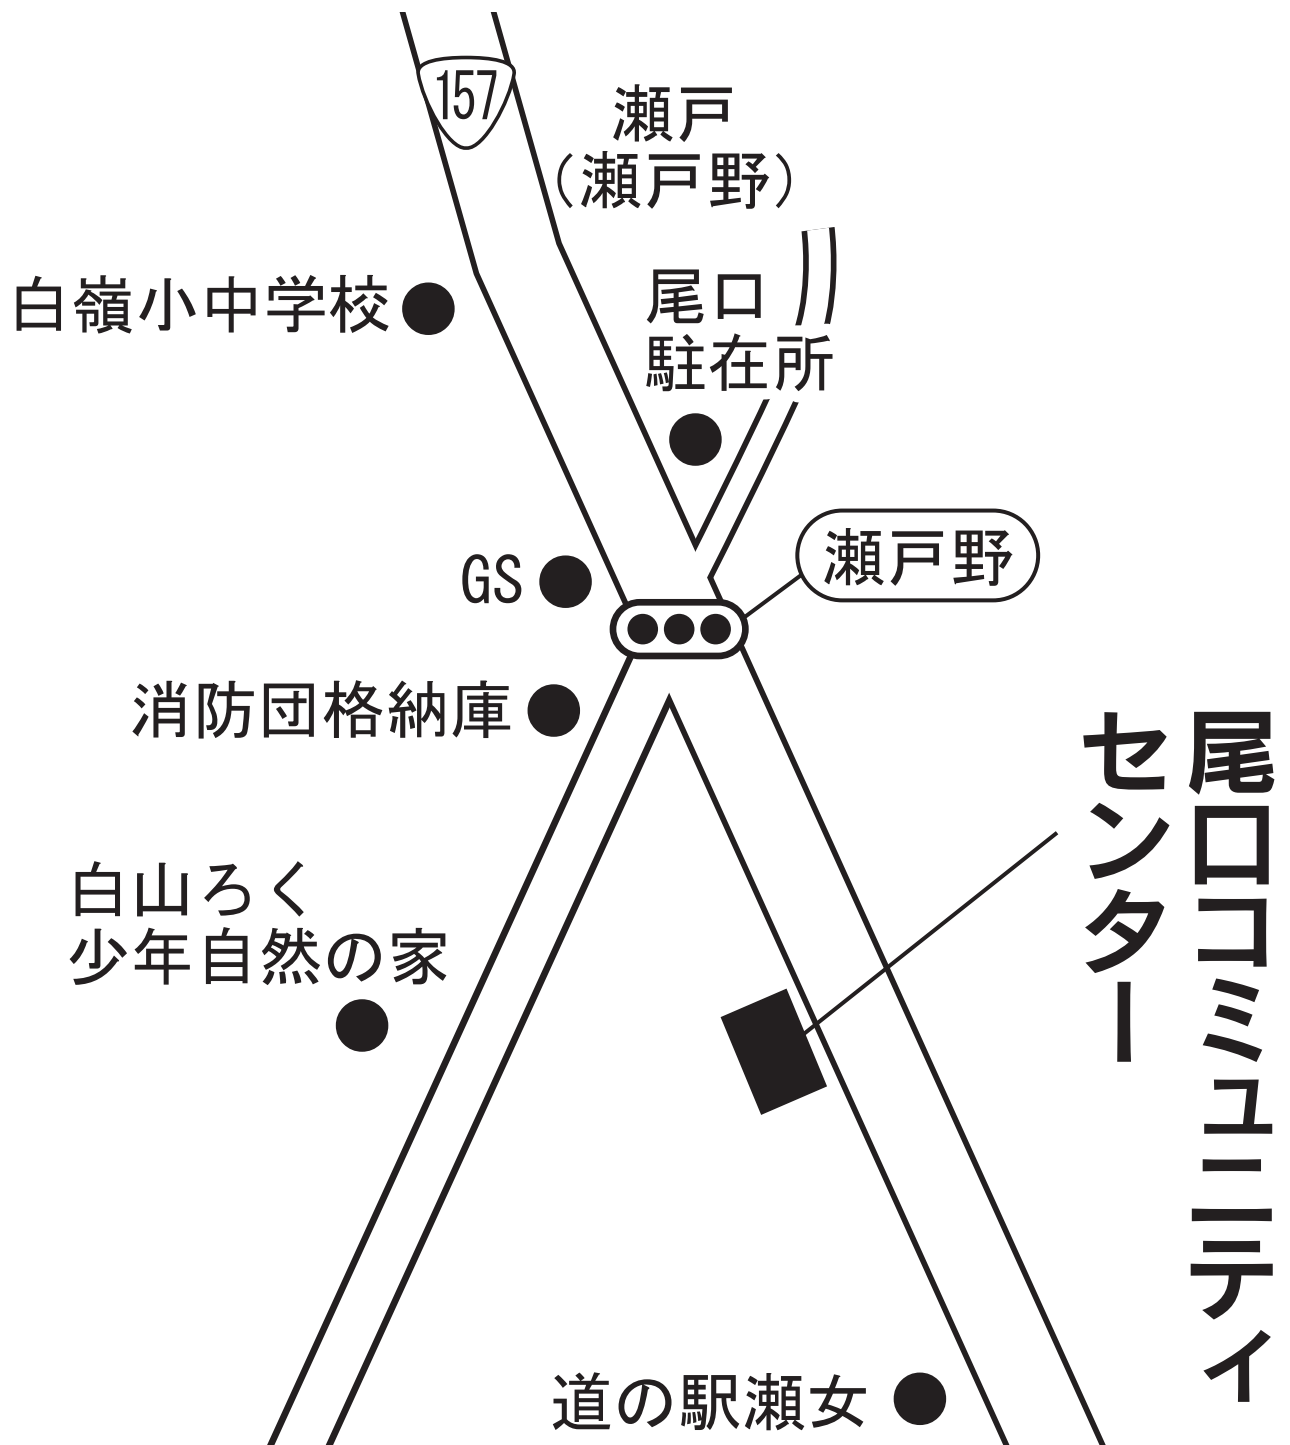 157
瀬戸
（瀬戸野）
白嶺小中学校
尾口
駐在所
瀬戸野
GS
消防団格納庫
尾口コミュニティ
センター
白山ろく
少年自然の家
道の駅瀬女